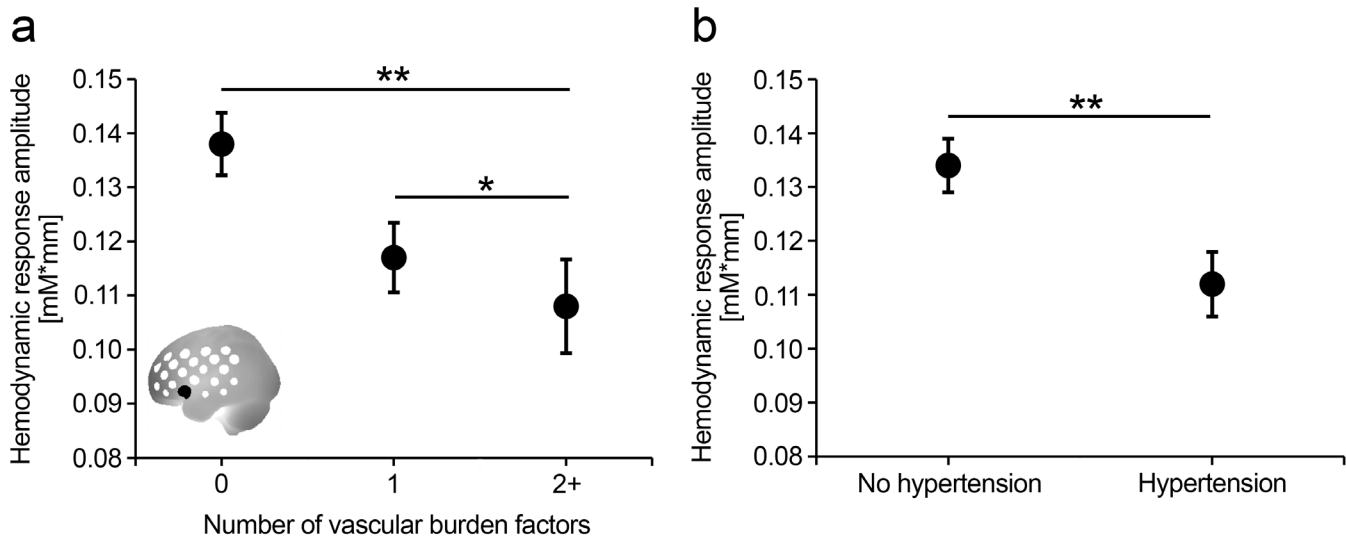 a
Hemodynamic response amplitude
[mM*mm]
0.15
0.14
0.13
0.12
0.11
0.10
0.09
0.08
**
*
0
1
2+
Number of vascular burden factors
b
Hemodynamic response amplitude
[mM*mm]
0.15
0.14
0.13
0.12
0.11
0.10
0.09
0.08
**
No hypertension
Hypertension